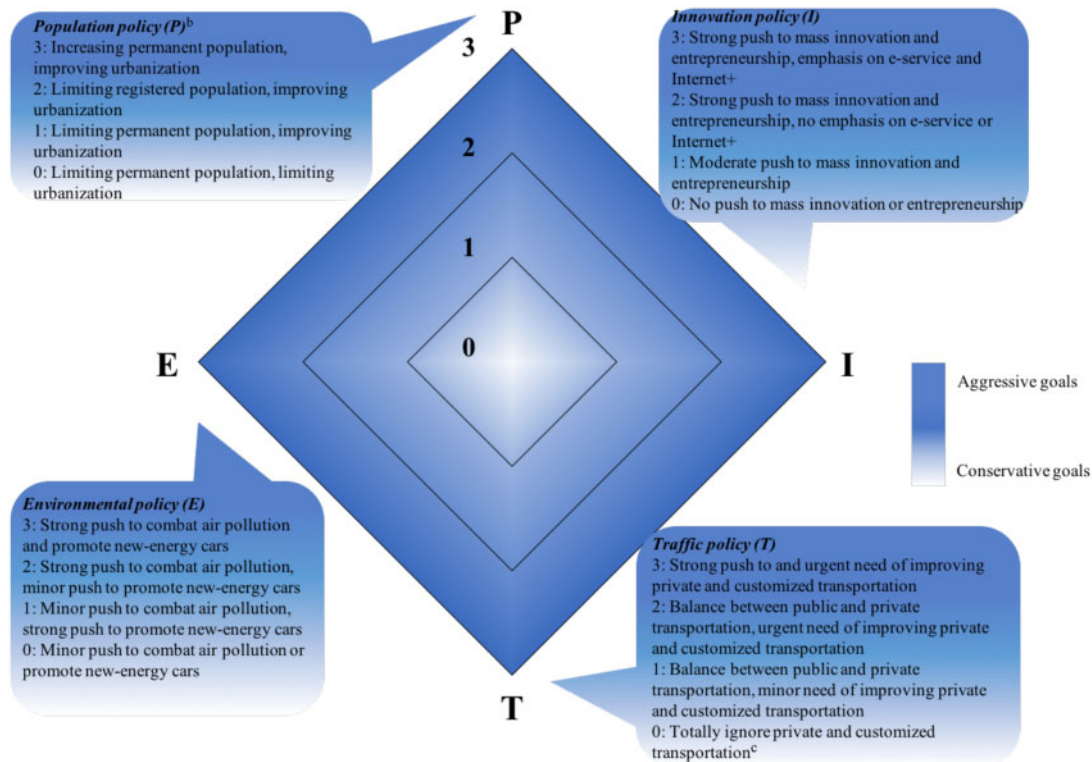 Population policy (P)b
3: Increasing permanent population,
improving urbanization
2: Limiting registered population, improving
urbanization
1: Limiting permanent population, improving
urbanization
0: Limiting permanent population, limiting
urbanization
P
3
2
1
0
E
I
T
Innovation policy (I)
3: Strong push to mass innovation and
entrepreneurship, emphasis on e-service and
Internet+
2: Strong push to mass innovation and
entrepreneurship, no emphasis on e-service or
Internet+
1: Moderate push to mass innovation and
entrepreneurship
0: No push to mass innovation or entrepreneurship
Aggressive goals
Conservative goals
Environmental policy (E)
3: Strong push to combat air pollution
and promote new-energy cars
2: Strong push to combat air pollution,
minor push to promote new-energy cars
1: Minor push to combat air pollution,
strong push to promote new-energy cars
0: Minor push to combat air pollution or
promote new-energy cars
Traffic policy (T)
3: Strong push to and urgent need of improving
private and customized transportation
2: Balance between public and private
transportation, urgent need of improving private
and customized transportation
1: Balance between public and private
transportation, minor need of improving private
and customized transportation
0: Totally ignore private and customized
transportationc